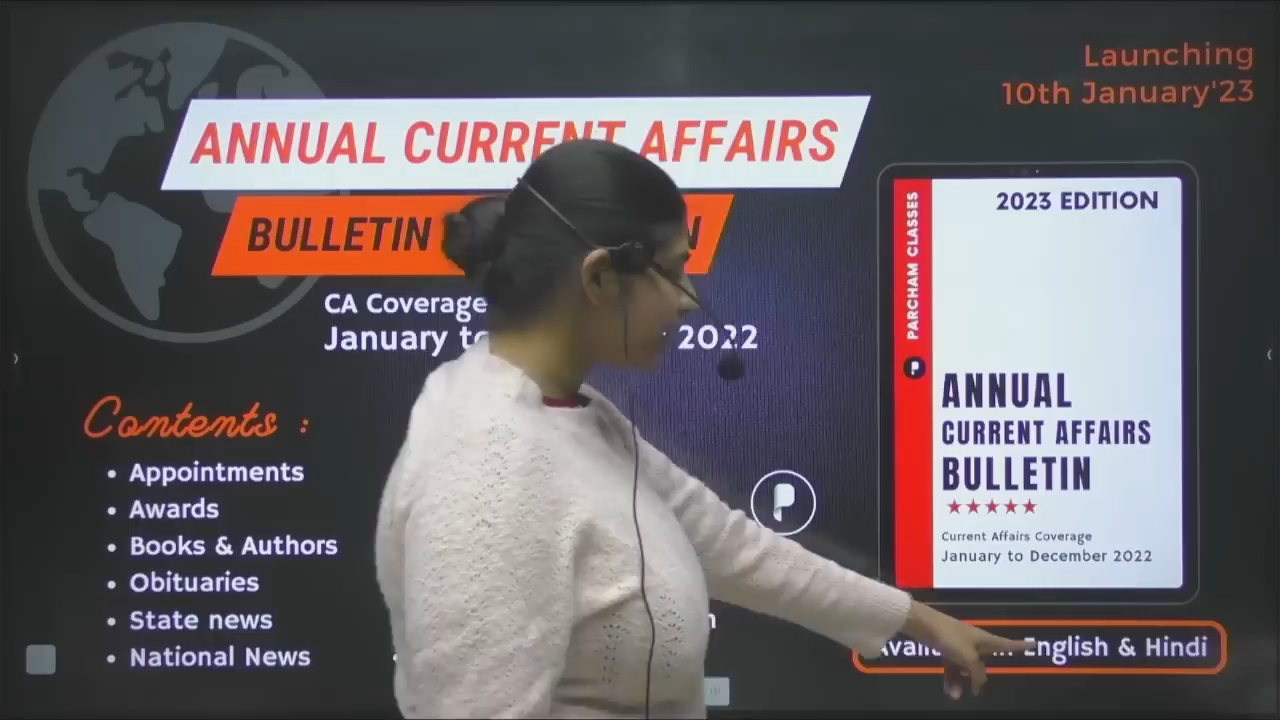 Launching
10th January'23
ANNUAL CURRENT AFFAIRS
BULLETIN
CA Coverage
January to 2022
Contents :
• Appointments
• Awards
• Books & Authors
• Obituaries
• State news
• National News
2023 EDITION
PARCHAM CLASSES
ANNUAL
CURRENT AFFAIRS
BULLETIN
★★★★★
Current Affairs Coverage
January to December 2022
English & Hindi